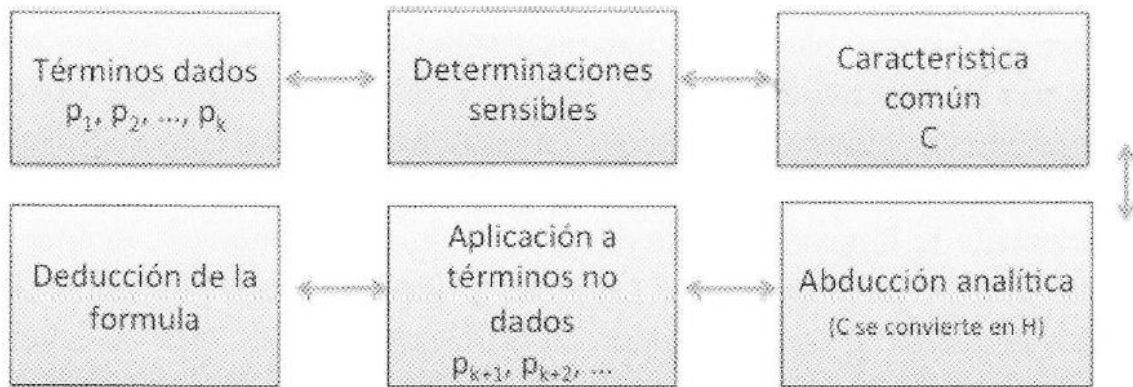 Términos dados
p₁, p₂, ..., pₖ
Determinaciones
sensibles
Caracteristica
común
C
Deducción de la
formula
Aplicación a
términos no
dados
pₖ₊₁, pₖ₊₂, ...
Abducción analítica
(C se convierte en H)